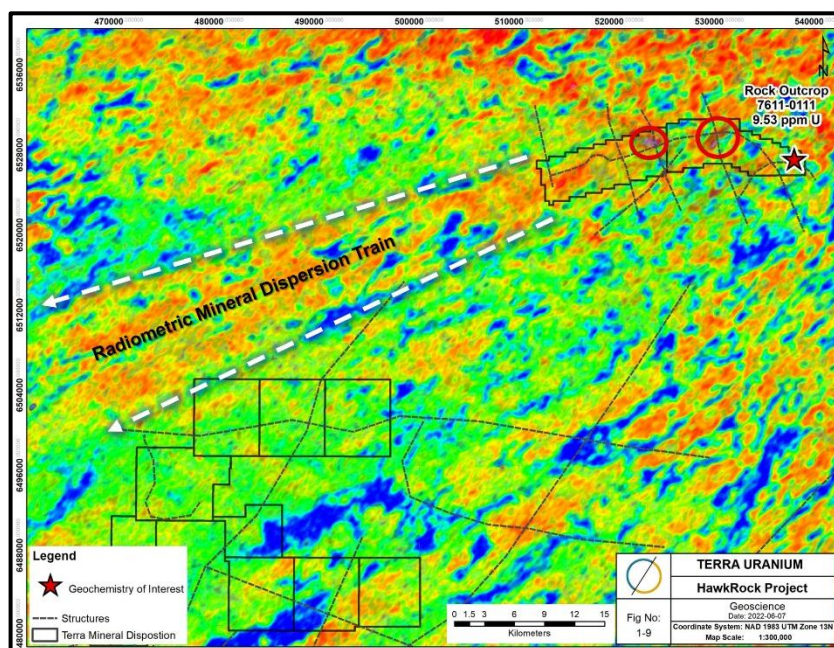 470000 480000 490000 500000 510000 520000 530000 540000
6536000
6528000
6520000
6512000
6504000
6496000
6488000
6480000
N
Rock Outcrop
7611-0111
9.53 ppm U
Radiometric Mineral Dispersion Train
Legend
Geochemistry of Interest
Structures
Terra Mineral Dispostion
0 1.5 3 6 9 12 15
Kilometers
TERRA URANIUM
HawkRock Project
Fig No:
1-9
Geoscience
Date: 2022-06-07
Coordinate System: NAD 1983 UTM Zone 13N
Map Scale: 1:300,000